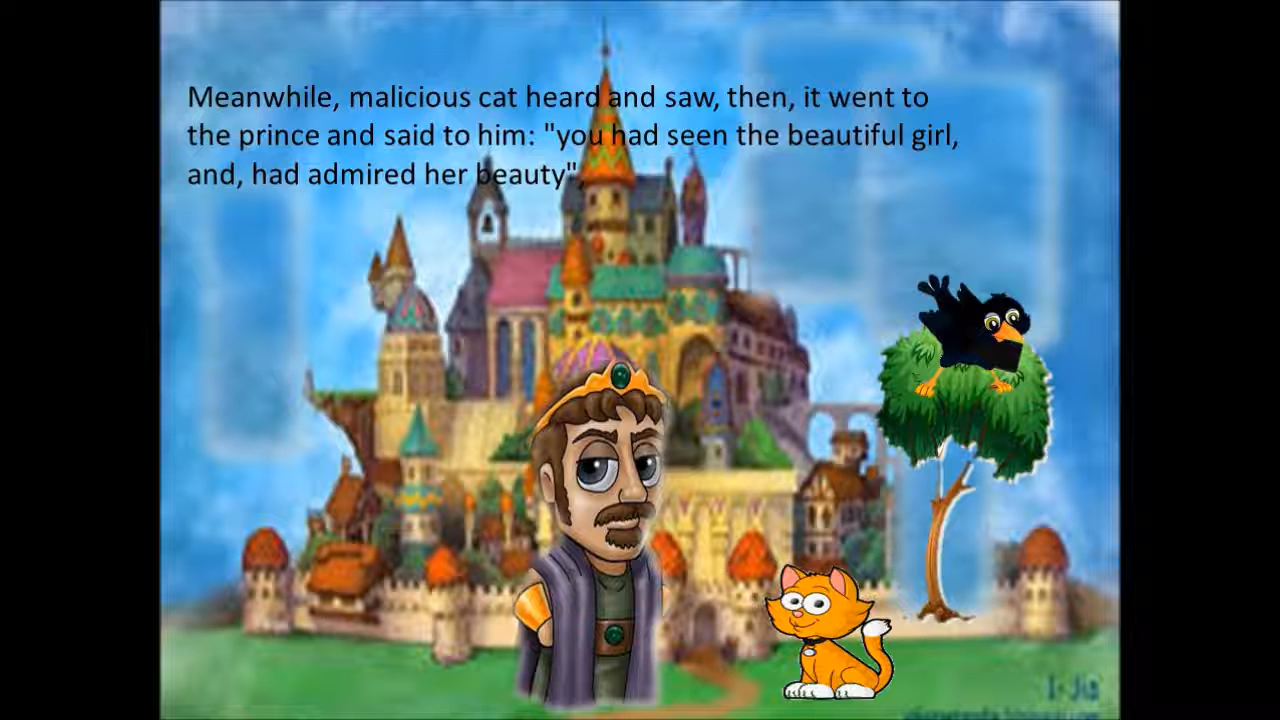 Meanwhile, malicious cat heard and saw, then, it went to
the prince and said to him: "you had seen the beautiful girl,
and, had admired her beauty",